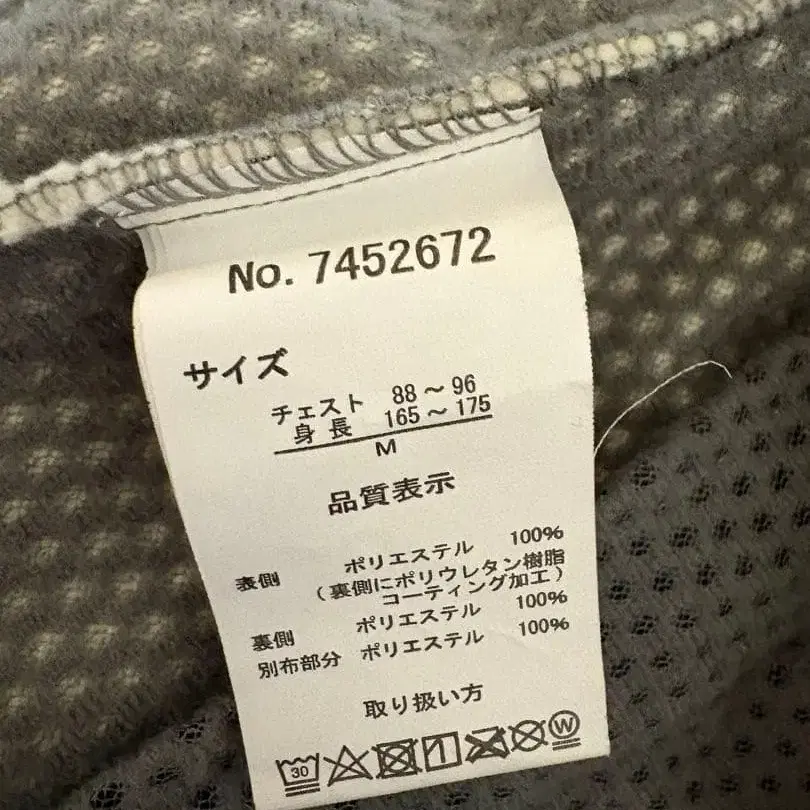 No. 7452672
サイズ
チェスト 88～96
身長 165～175
M
品質表示
表側 ポリエステル 100%
(裏側にポリウレタン樹脂
コーティング加工)
裏側 ポリエステル 100%
別布部分 ポリエステル 100%
取り扱い方
30 W